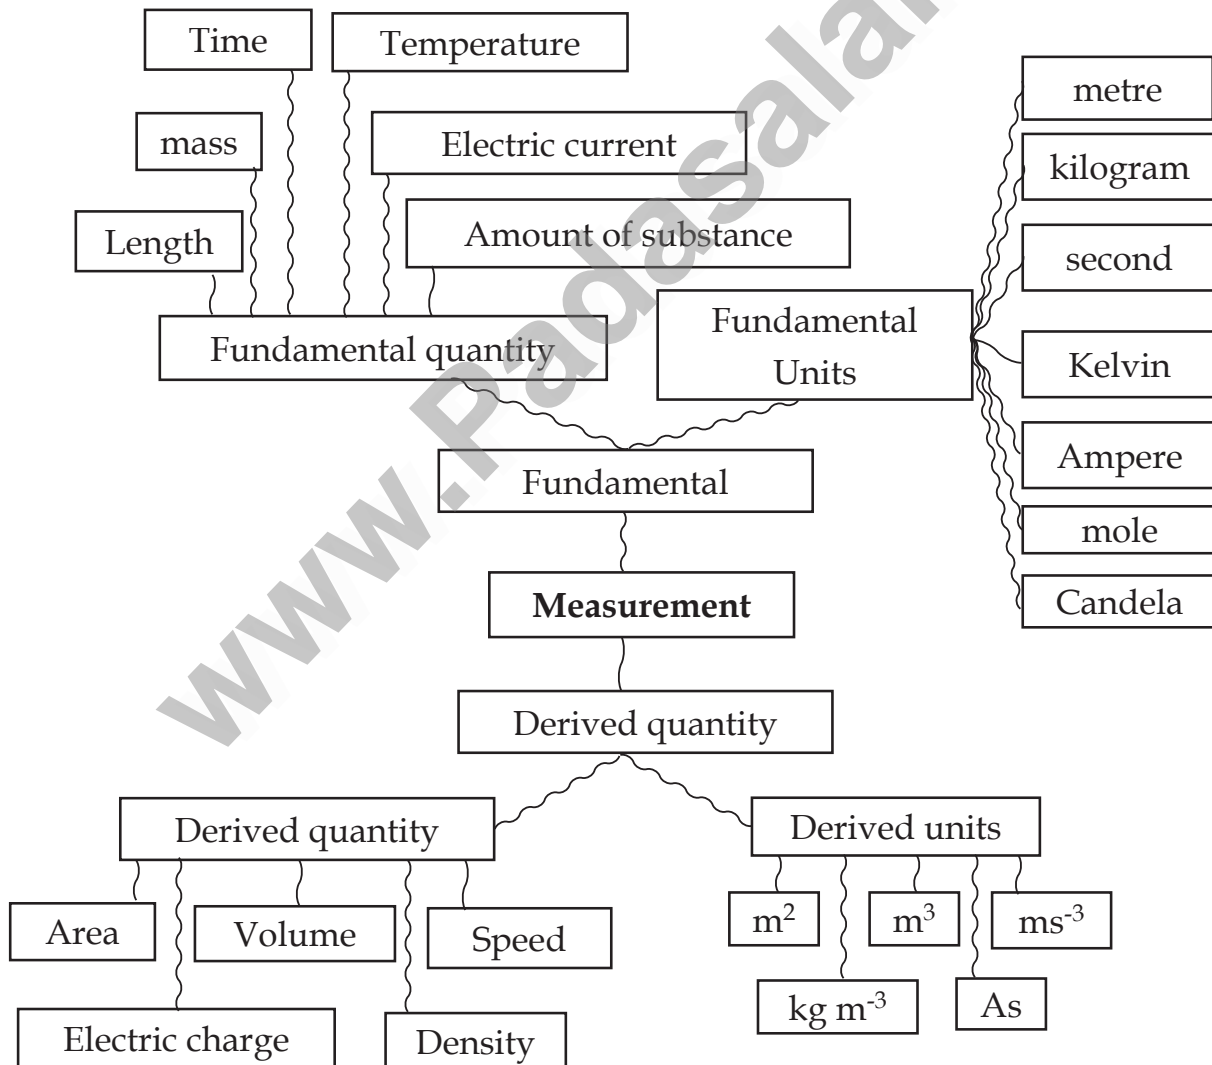 Time
Temperature
metre
mass
Electric current
kilogram
Length
Amount of substance
second
Fundamental quantity
Fundamental
Units
Kelvin
Ampere
Fundamental
mole
Measurement
Candela
Derived quantity
Derived quantity
Derived units
Area
Volume
Speed
m²
m³
ms⁻³
Electric charge
Density
kg m⁻³
As
www.Padasalai